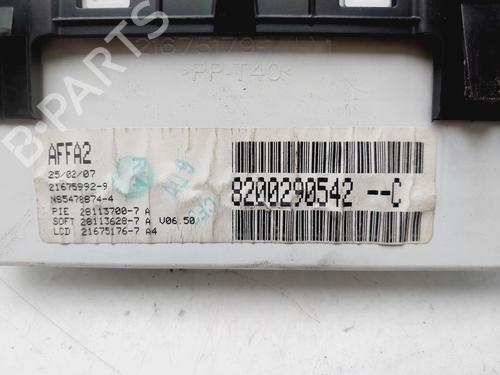 21675179-
>PP-T40<
B-PARTS
AFFA2
25/02/07
21675992-9
NS5478874-4
PIE 28113700-7 A
SOFT 28113628-7 A V06.50
LCD 21675176-7 A4
8200290542 --C